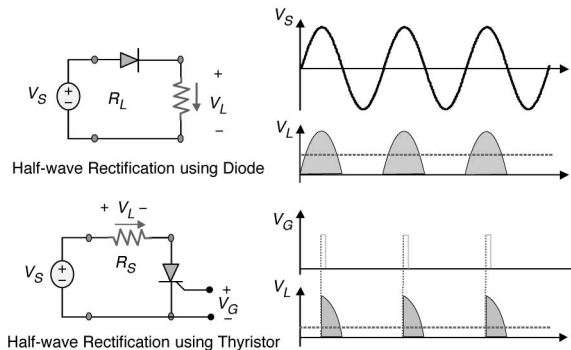 V_S
+
−
R_L
+
V_L
−
Half-wave Rectification using Diode
V_S
V_L
+ V_L −
R_S
V_S
+
−
+
V_G
−
Half-wave Rectification using Thyristor
V_G
V_L